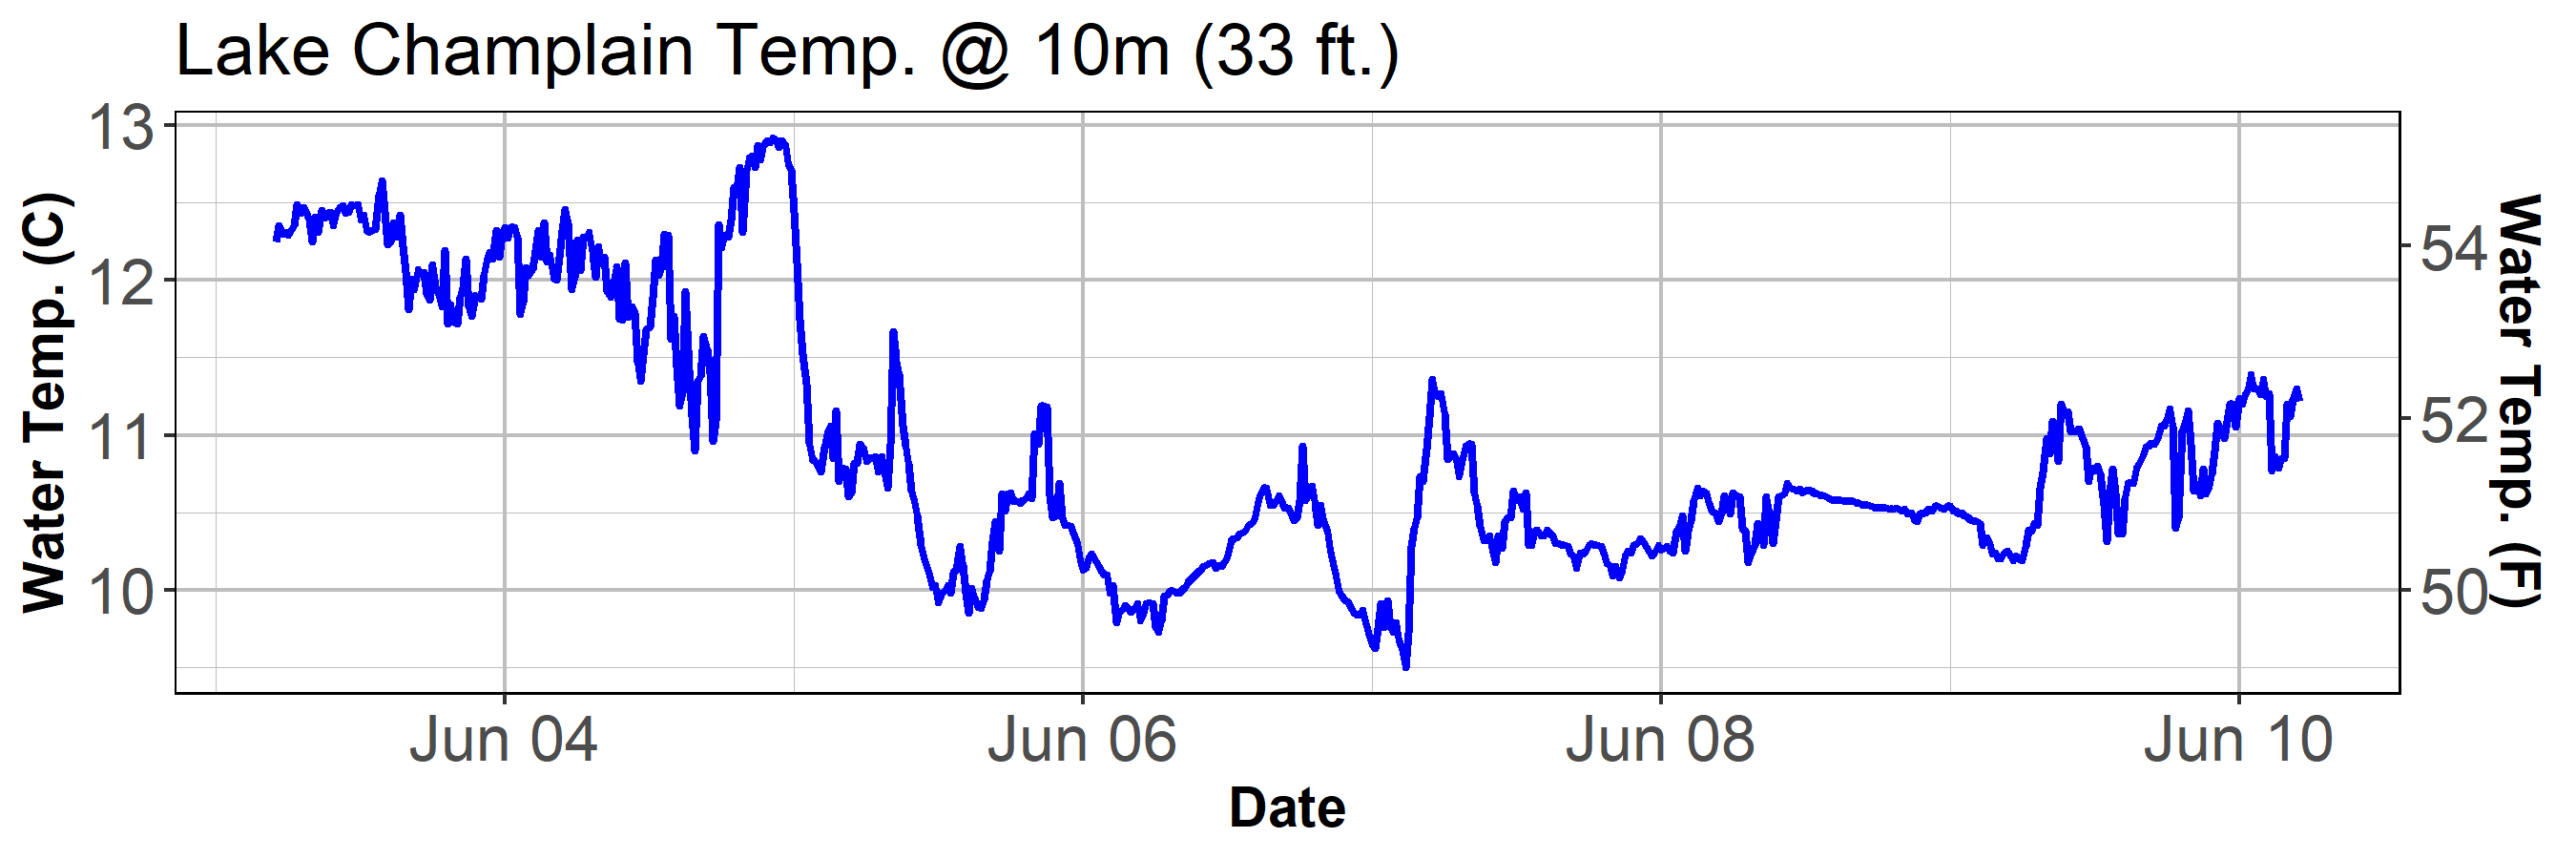 Lake Champlain Temp. @ 10m (33 ft.)
Water Temp. (C)
13
12
11
10
54
52
50
Water Temp. (F)
Jun 04
Jun 06
Jun 08
Jun 10
Date